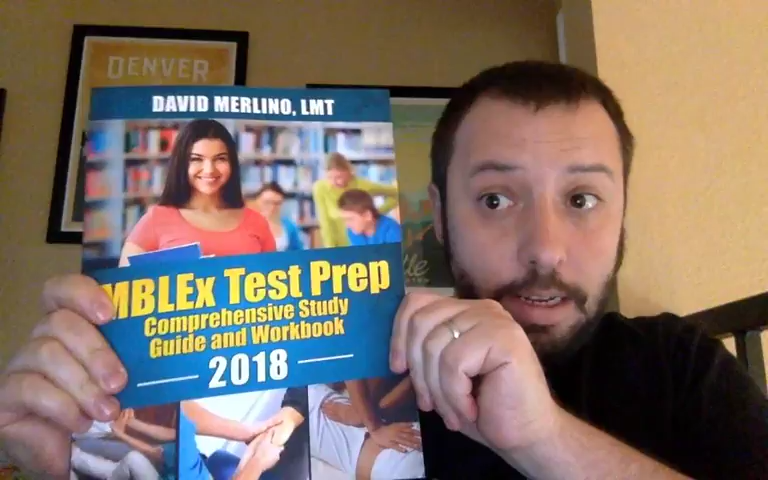 DENVER
DAVID MERLINO, LMT
MBLEx Test Prep
Comprehensive Study
Guide and Workbook
2018